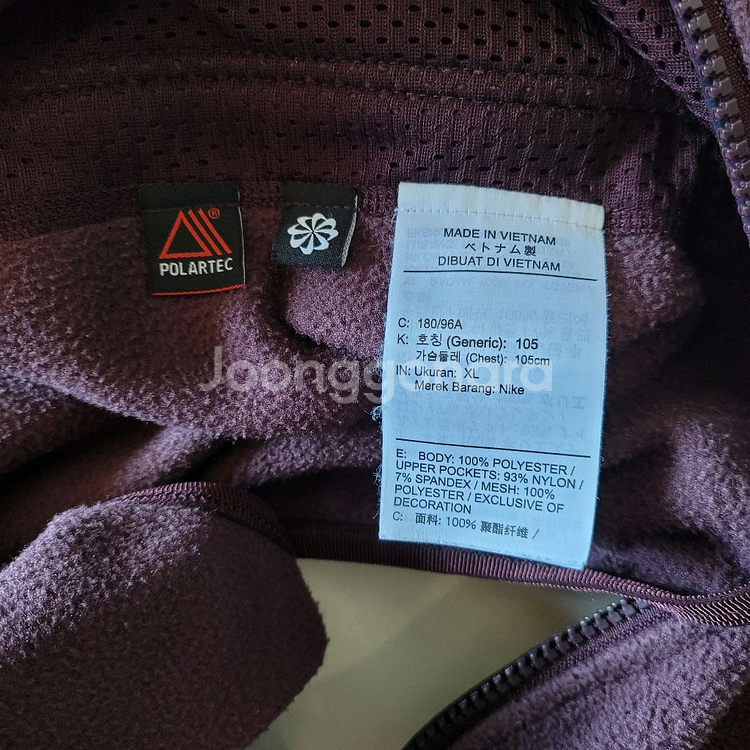 POLARTEC®
MADE IN VIETNAM
ベトナム製
DIBUAT DI VIETNAM
C: 180/96A
K: 호칭 (Generic): 105
가슴둘레 (Chest): 105cm
IN: Ukuran: XL
Merek Barang: Nike
E: BODY: 100% POLYESTER /
UPPER POCKETS: 93% NYLON /
7% SPANDEX / MESH: 100%
POLYESTER / EXCLUSIVE OF
DECORATION
C: 面料: 100% 聚酯纤维 /
Joonggonara